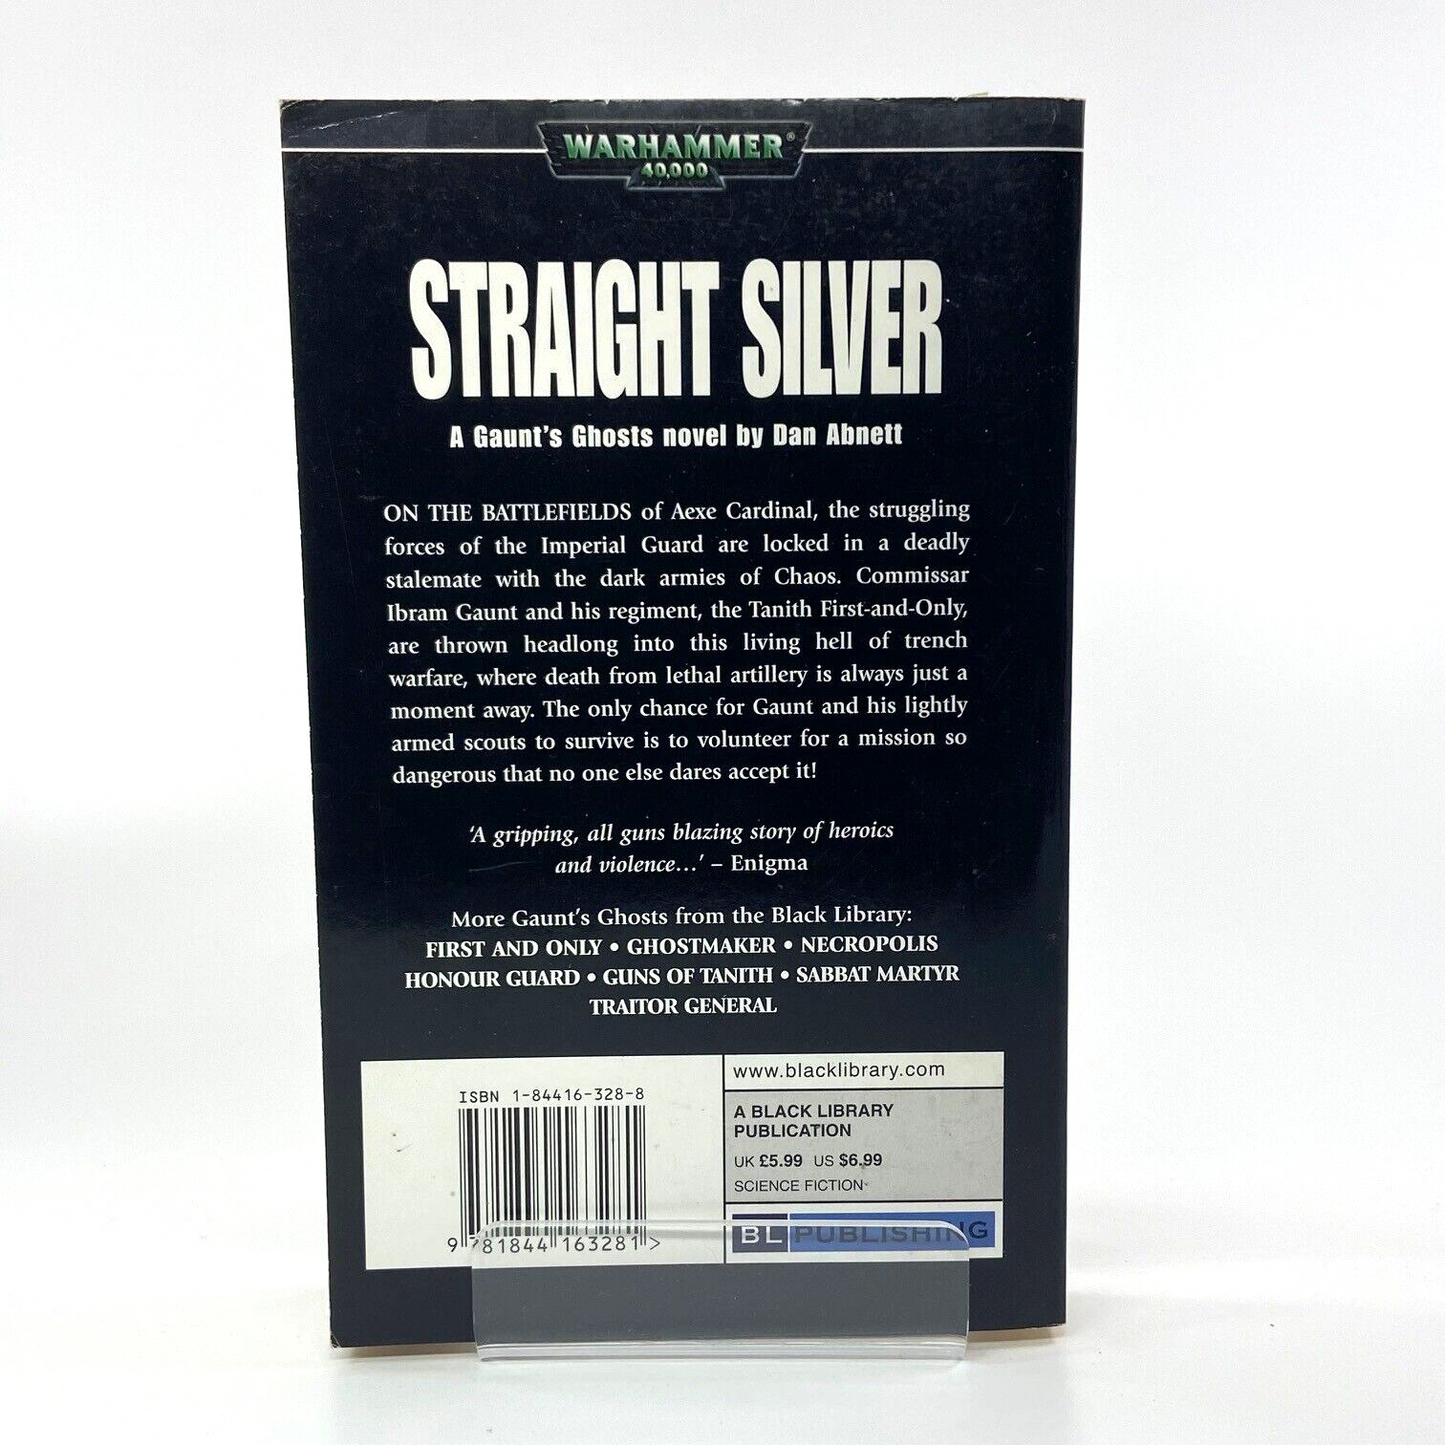 WARHAMMER®
40,000
STRAIGHT SILVER
A Gaunt's Ghosts novel by Dan Abnett
ON THE BATTLEFIELDS of Aexe Cardinal, the struggling
forces of the Imperial Guard are locked in a deadly
stalemate with the dark armies of Chaos. Commissar
Ibram Gaunt and his regiment, the Tanith First-and-Only,
are thrown headlong into this living hell of trench
warfare, where death from lethal artillery is always just a
moment away. The only chance for Gaunt and his lightly
armed scouts to survive is to volunteer for a mission so
dangerous that no one else dares accept it!
'A gripping, all guns blazing story of heroics
and violence...' – Enigma
More Gaunt's Ghosts from the Black Library:
FIRST AND ONLY • GHOSTMAKER • NECROPOLIS
HONOUR GUARD • GUNS OF TANITH • SABBAT MARTYR
TRAITOR GENERAL
ISBN 1-84416-328-8
9 781844 163281 >
www.blacklibrary.com
A BLACK LIBRARY
PUBLICATION
UK £5.99 US $6.99
SCIENCE FICTION
BL PUBLISHING